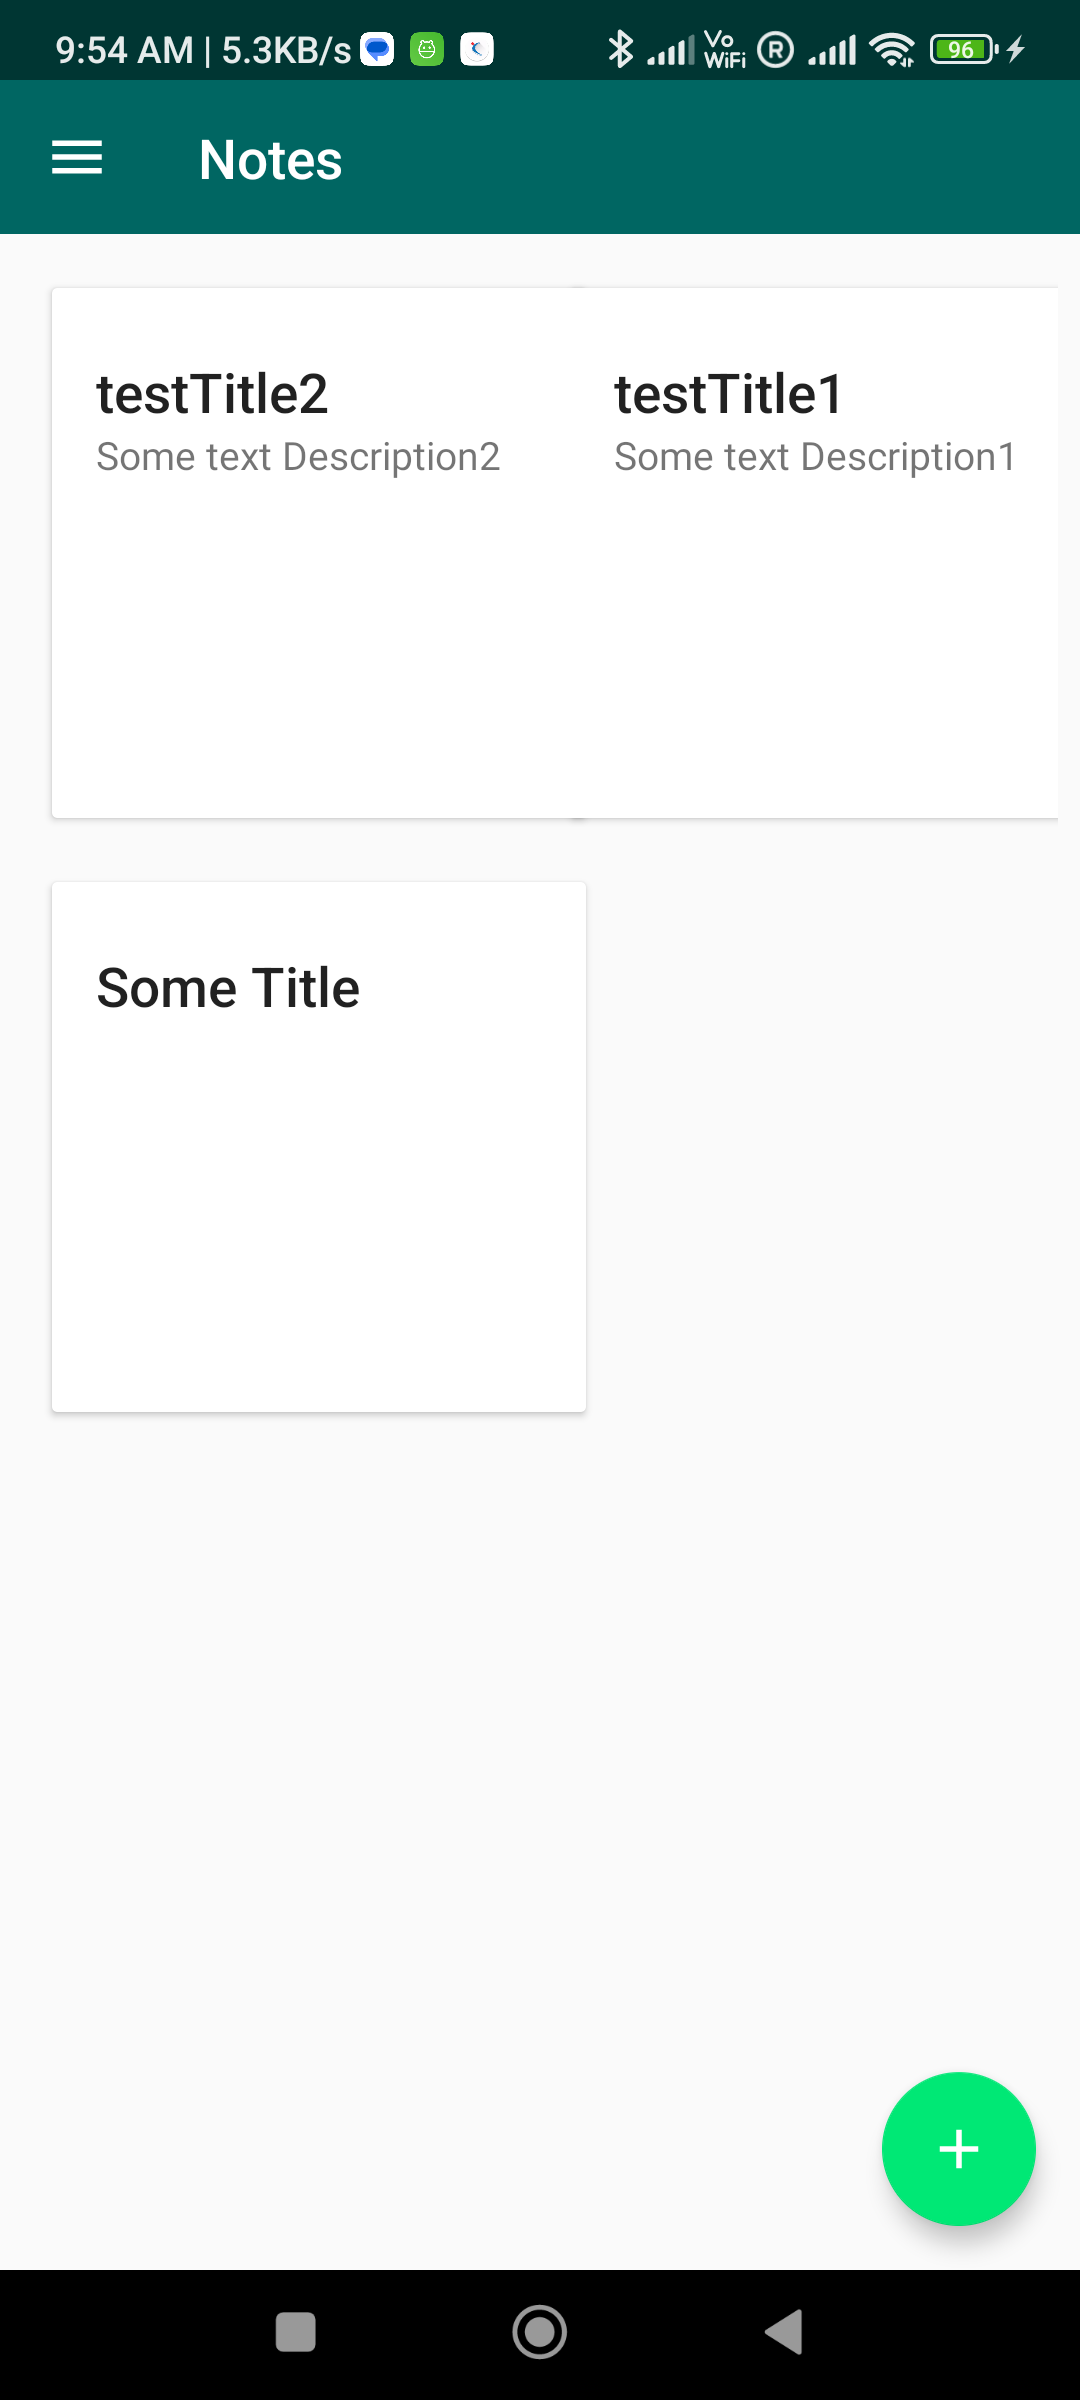 9:54 AM | 5.3KB/s Vo WiFi R 96
Notes
testTitle2
Some text Description2
testTitle1
Some text Description1
Some Title